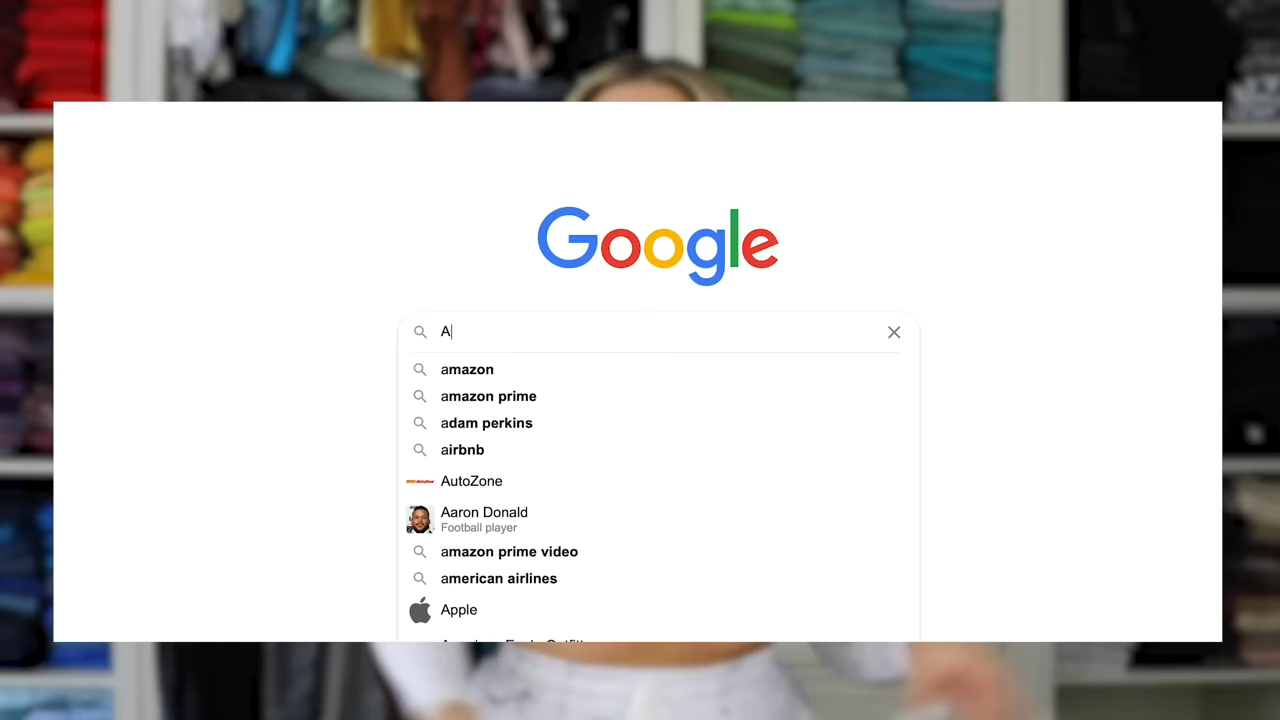 Google
A
amazon
amazon prime
adam perkins
airbnb
AutoZone
Aaron Donald
Football player
amazon prime video
american airlines
Apple